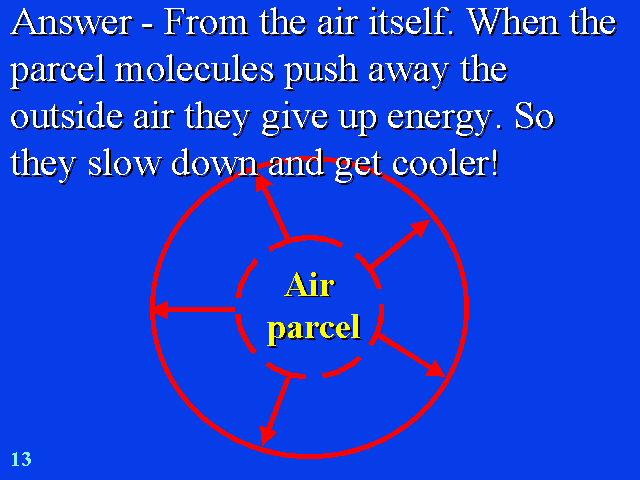 Answer - From the air itself. When the
parcel molecules push away the
outside air they give up energy. So
they slow down and get cooler!
Air
parcel
13